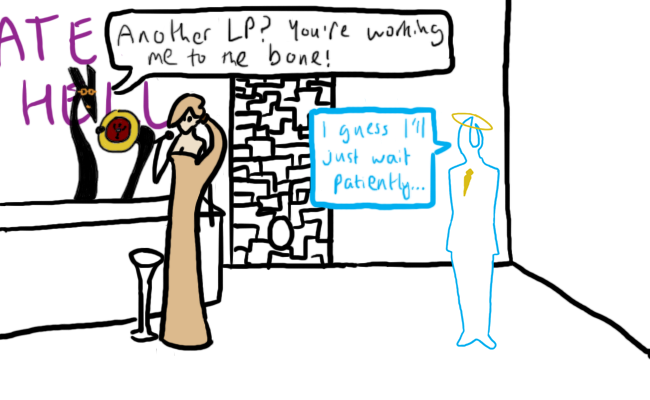 ATE
HELL
Another LP? You're working
me to the bone!
I guess I'll
just wait
patiently...